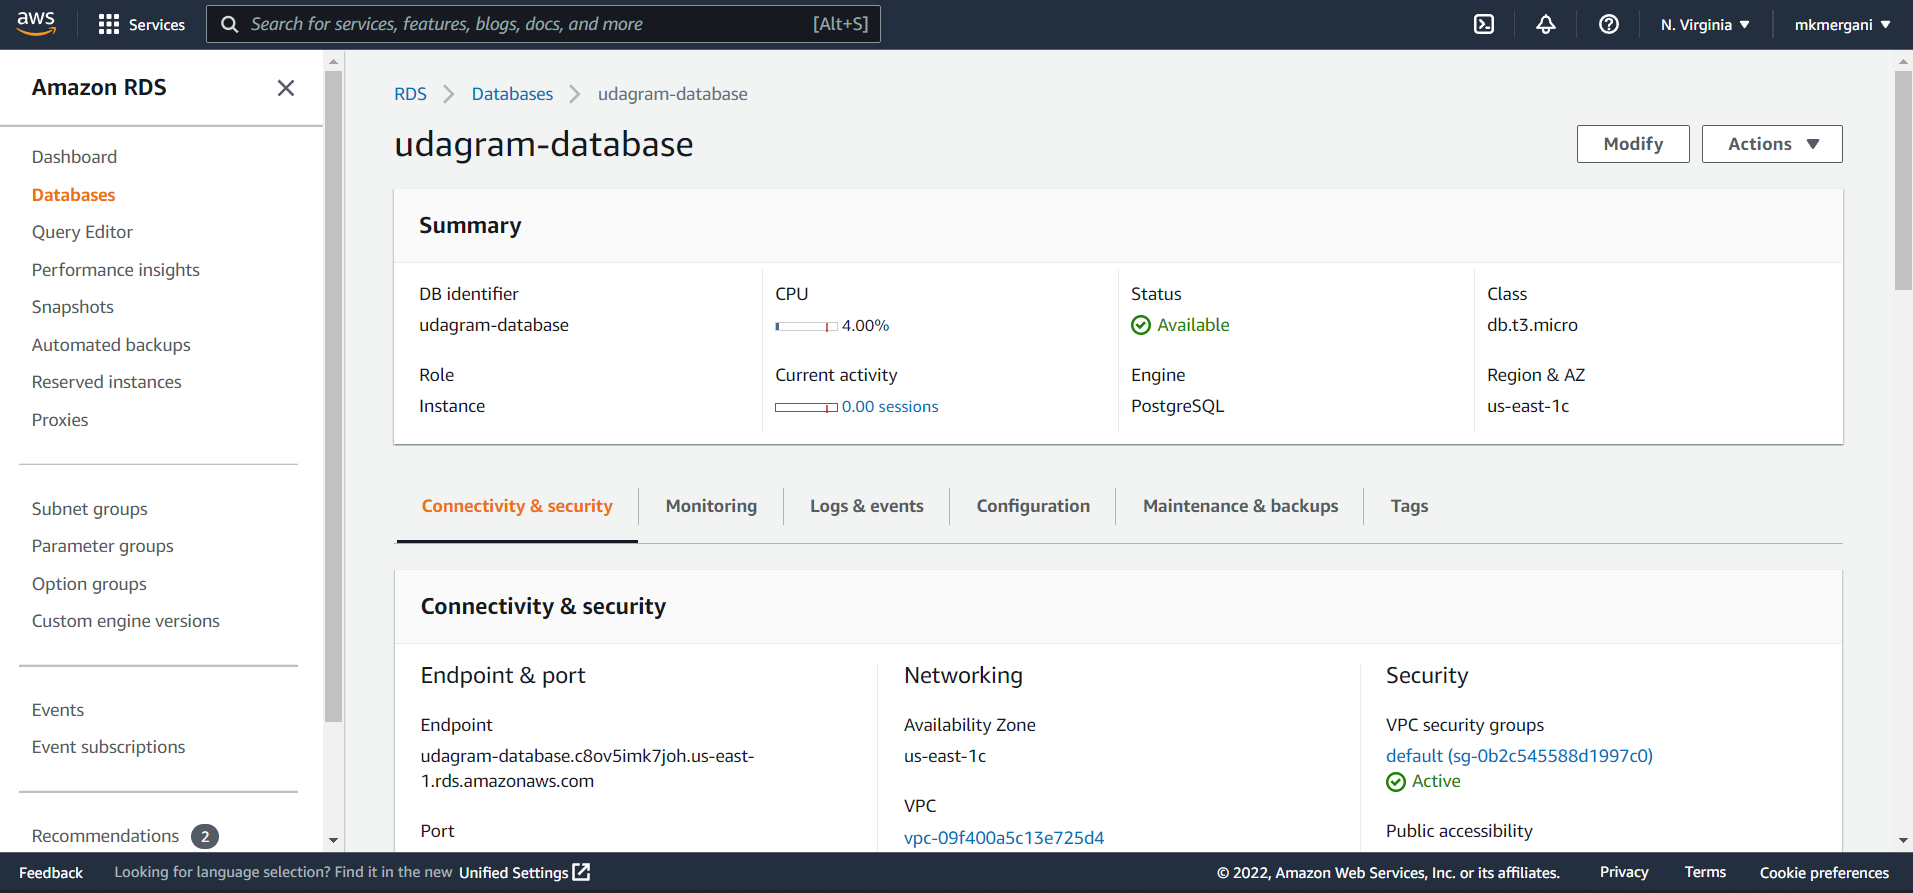 aws
Services
Search for services, features, blogs, docs, and more
[Alt+S]
N. Virginia
mkmergani
Amazon RDS
Dashboard
Databases
Query Editor
Performance insights
Snapshots
Automated backups
Reserved instances
Proxies
Subnet groups
Parameter groups
Option groups
Custom engine versions
Events
Event subscriptions
Recommendations 2
RDS
Databases
udagram-database
udagram-database
Modify
Actions
Summary
DB identifier
udagram-database
CPU
4.00%
Status
Available
Class
db.t3.micro
Role
Instance
Current activity
0.00 sessions
Engine
PostgreSQL
Region & AZ
us-east-1c
Connectivity & security
Monitoring
Logs & events
Configuration
Maintenance & backups
Tags
Connectivity & security
Endpoint & port
Endpoint
udagram-database.c8ov5imk7joh.us-east-
1.rds.amazonaws.com
Port
Networking
Availability Zone
us-east-1c
VPC
vpc-09f400a5c13e725d4
Security
VPC security groups
default (sg-0b2c545588d1997c0)
Active
Public accessibility
Feedback
Looking for language selection? Find it in the new Unified Settings
© 2022, Amazon Web Services, Inc. or its affiliates.
Privacy
Terms
Cookie preferences